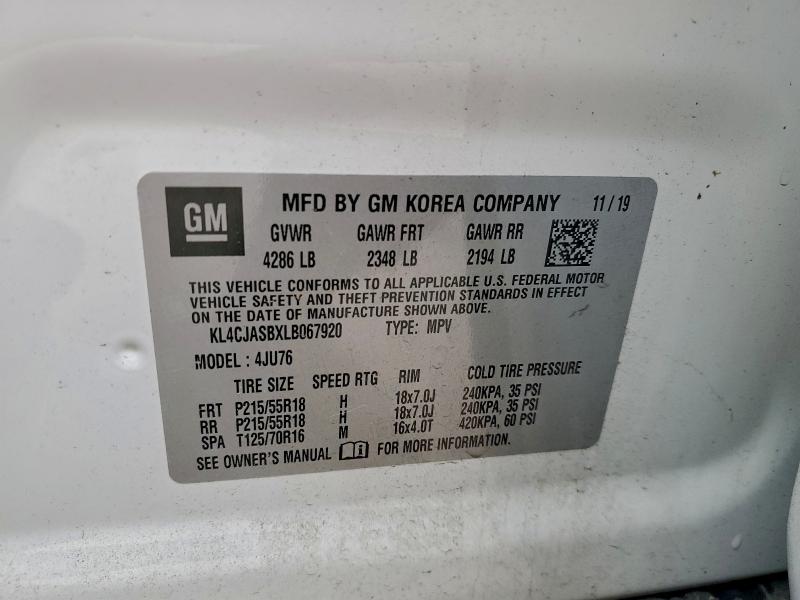 GM MFD BY GM KOREA COMPANY 11/19
GVWR GAWR FRT GAWR RR
4286 LB 2348 LB 2194 LB
THIS VEHICLE CONFORMS TO ALL APPLICABLE U.S. FEDERAL MOTOR
VEHICLE SAFETY AND THEFT PREVENTION STANDARDS IN EFFECT
ON THE DATE OF MANUFACTURE SHOWN ABOVE.
KL4CJASBXLB067920 TYPE: MPV
MODEL: 4JU76
TIRE SIZE SPEED RTG RIM COLD TIRE PRESSURE
FRT P215/55R18 H 18x7.0J 240KPA, 35 PSI
RR P215/55R18 H 18x7.0J 240KPA, 35 PSI
SPA T125/70R16 M 16x4.0T 420KPA, 60 PSI
SEE OWNER'S MANUAL FOR MORE INFORMATION.